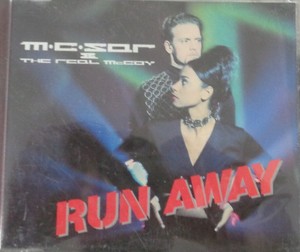 M.C.SAR
&
THE REAL McCOY
RUN AWAY